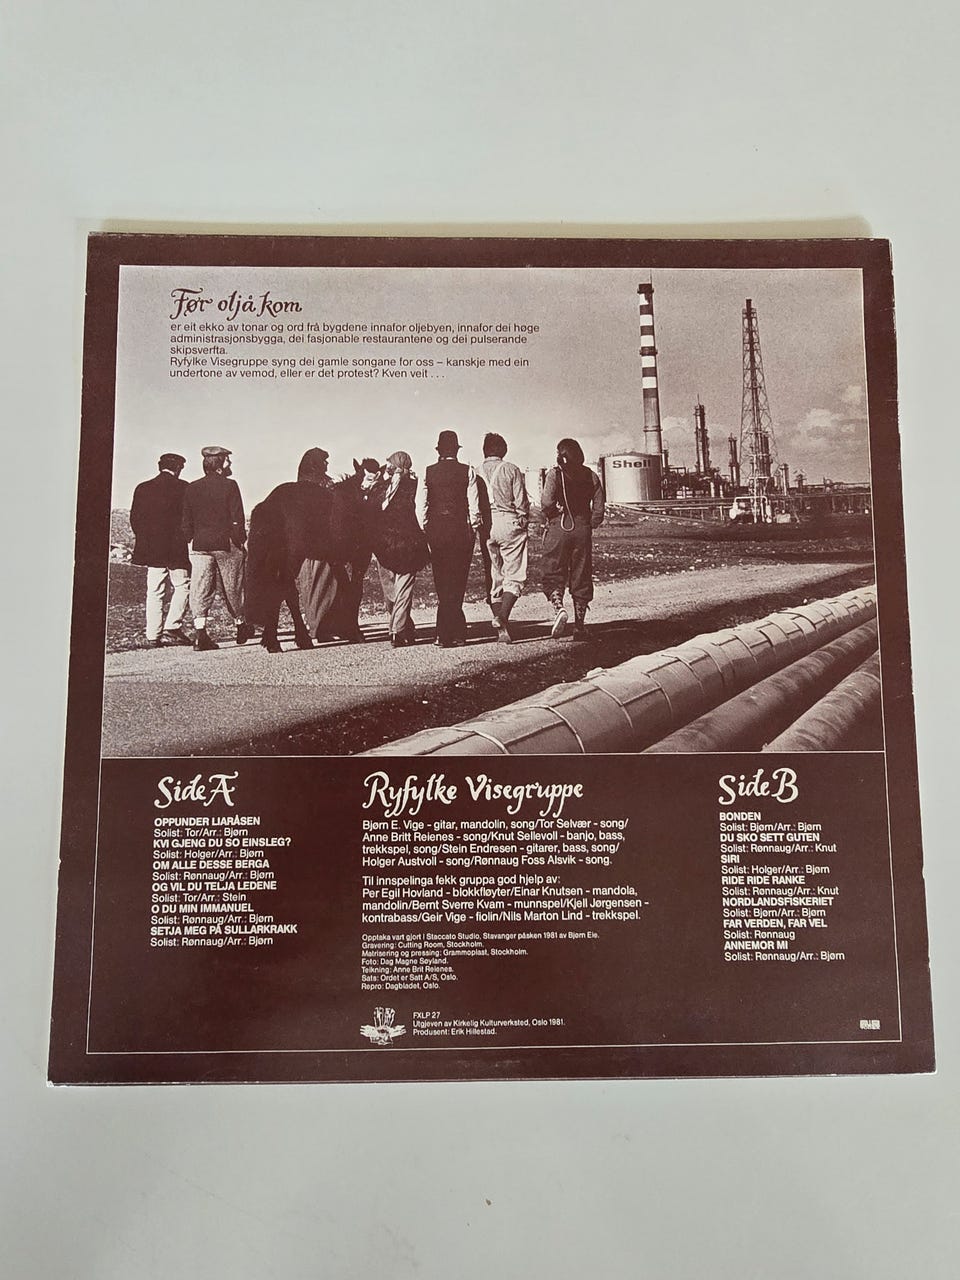 Før oljå kom
er eit ekko av tonar og ord frå bygdene innafor oljebyen, innafor dei høge
administrasjonsbygga, dei fasjonable restaurantene og dei pulserande
skipsverfta.
Ryfylke Visegruppe syng dei gamle songane for oss – kanskje med ein
undertone av vemod, eller er det protest? Kven veit . . .
Shell
Side A
OPPUNDER LIARÅSEN
Solist: Tor/Arr.: Bjørn
KVI GJENG DU SO EINSLEG?
Solist: Holger/Arr.: Bjørn
OM ALLE DESSE BERGA
Solist: Rønnaug/Arr.: Bjørn
OG VIL DU TELJA LEDENE
Solist: Tor/Arr.: Stein
O DU MIN IMMANUEL
Solist: Rønnaug/Arr.: Bjørn
SETJA MEG PÅ SULLARKRAKK
Solist: Rønnaug/Arr.: Bjørn
Ryfylke Visegruppe
Bjørn E. Vige – gitar, mandolin, song/Tor Selvær – song/
Anne Britt Reienes – song/Knut Sellevoll – banjo, bass,
trekkspel, song/Stein Endresen – gitarer, bass, song/
Holger Austvoll – song/Rønnaug Foss Alsvik – song.
Til innspelinga fekk gruppa god hjelp av:
Per Egil Hovland – blokkfløyter/Einar Knutsen – mandola,
mandolin/Bernt Sverre Kvam – munnspel/Kjell Jørgensen –
kontrabass/Geir Vige – fiolin/Nils Marton Lind – trekkspel.
Opptaka vart gjort i Staccato Studio, Stavanger påsken 1981 av Bjørn Eie.
Gravering: Cutting Room, Stockholm.
Matrisering og pressing: Grammoplast, Stockholm.
Foto: Dag Magne Søyland.
Teikning: Anne Brit Reienes.
Sats: Ordet er Satt A/S, Oslo.
Repro: Dagbladet, Oslo.
FXLP 27
Utgjeven av Kirkelig Kulturverksted, Oslo 1981.
Produsent: Erik Hillestad.
Side B
BONDEN
Solist: Bjørn/Arr.: Bjørn
DU SKO SETT GUTEN
Solist: Rønnaug/Arr.: Knut
SIRI
Solist: Holger/Arr.: Bjørn
RIDE RIDE RANKE
Solist: Rønnaug/Arr.: Knut
NORDLANDSFISKERIET
Solist: Bjørn/Arr.: Bjørn
FAR VERDEN, FAR VEL
Solist: Rønnaug
ANNEMOR MI
Solist: Rønnaug/Arr.: Bjørn